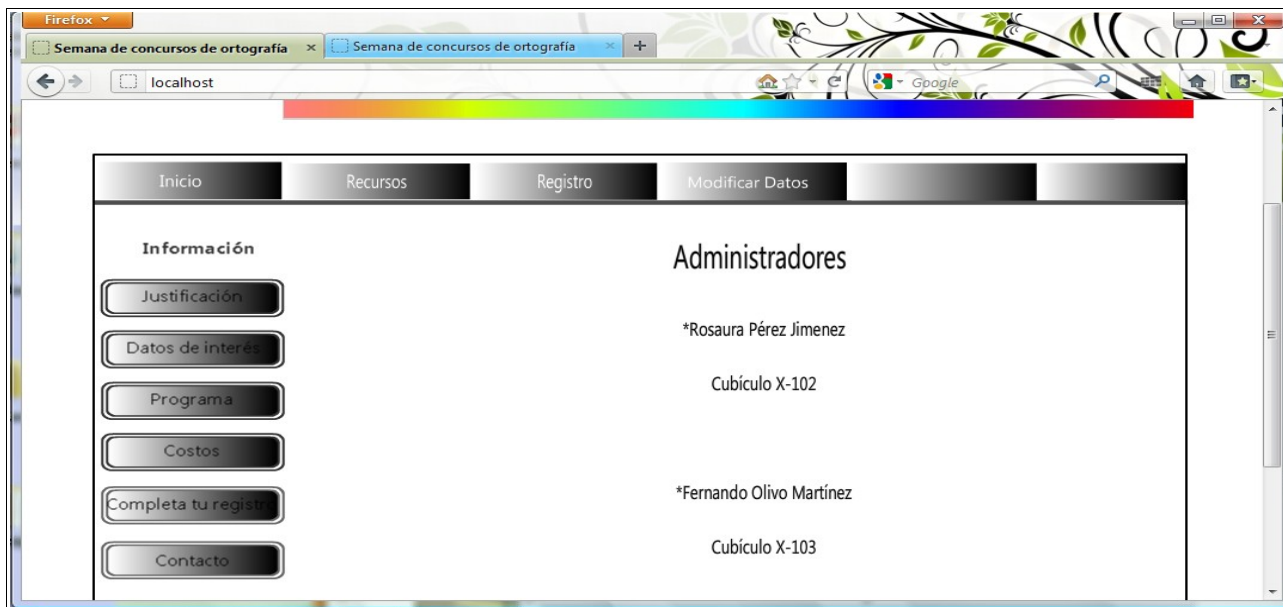 Firefox
Semana de concursos de ortografía × Semana de concursos de ortografía × +
localhost Google
Inicio Recursos Registro Modificar Datos
Información
Administradores
Justificación
*Rosaura Pérez Jimenez
Datos de interés
Cubículo X-102
Programa
Costos
*Fernando Olivo Martínez
Completa tu registro
Cubículo X-103
Contacto